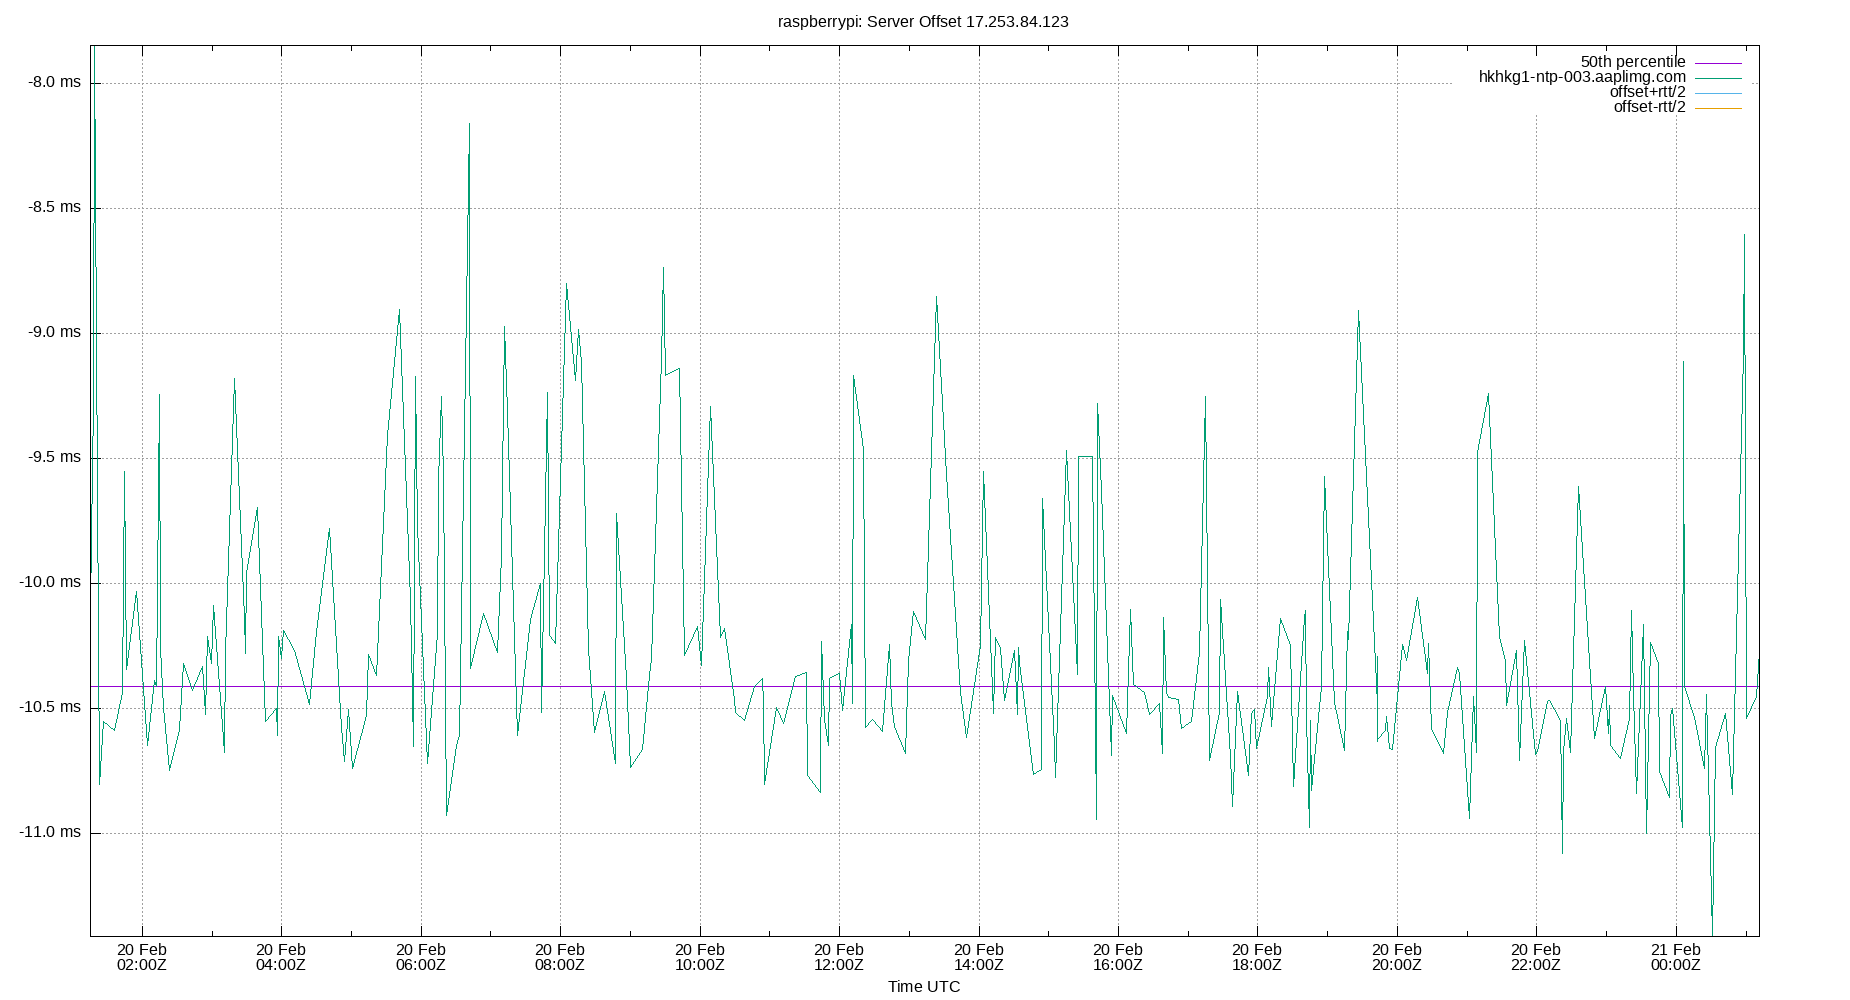 raspberrypi: Server Offset 17.253.84.123
50th percentile
hkhkg1-ntp-003.aaplimg.com
offset+rtt/2
offset-rtt/2
-8.0 ms
-8.5 ms
-9.0 ms
-9.5 ms
-10.0 ms
-10.5 ms
-11.0 ms
20 Feb 20 Feb 20 Feb 20 Feb 20 Feb 20 Feb 20 Feb 20 Feb 20 Feb 20 Feb 20 Feb 21 Feb
02:00Z 04:00Z 06:00Z 08:00Z 10:00Z 12:00Z 14:00Z 16:00Z 18:00Z 20:00Z 22:00Z 00:00Z
Time UTC